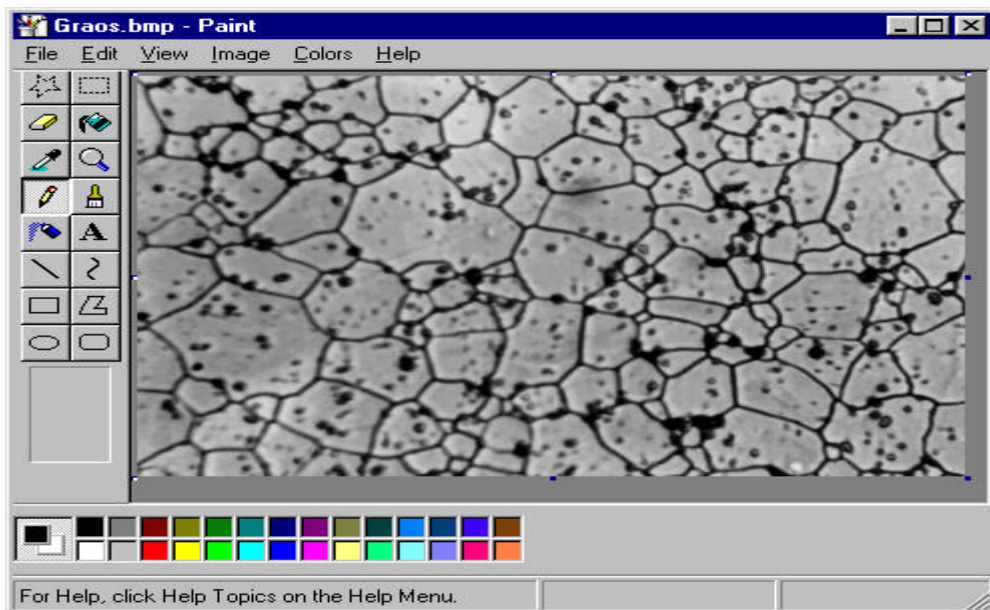 Graos.bmp - Paint
File Edit View Image Colors Help
A
For Help, click Help Topics on the Help Menu.